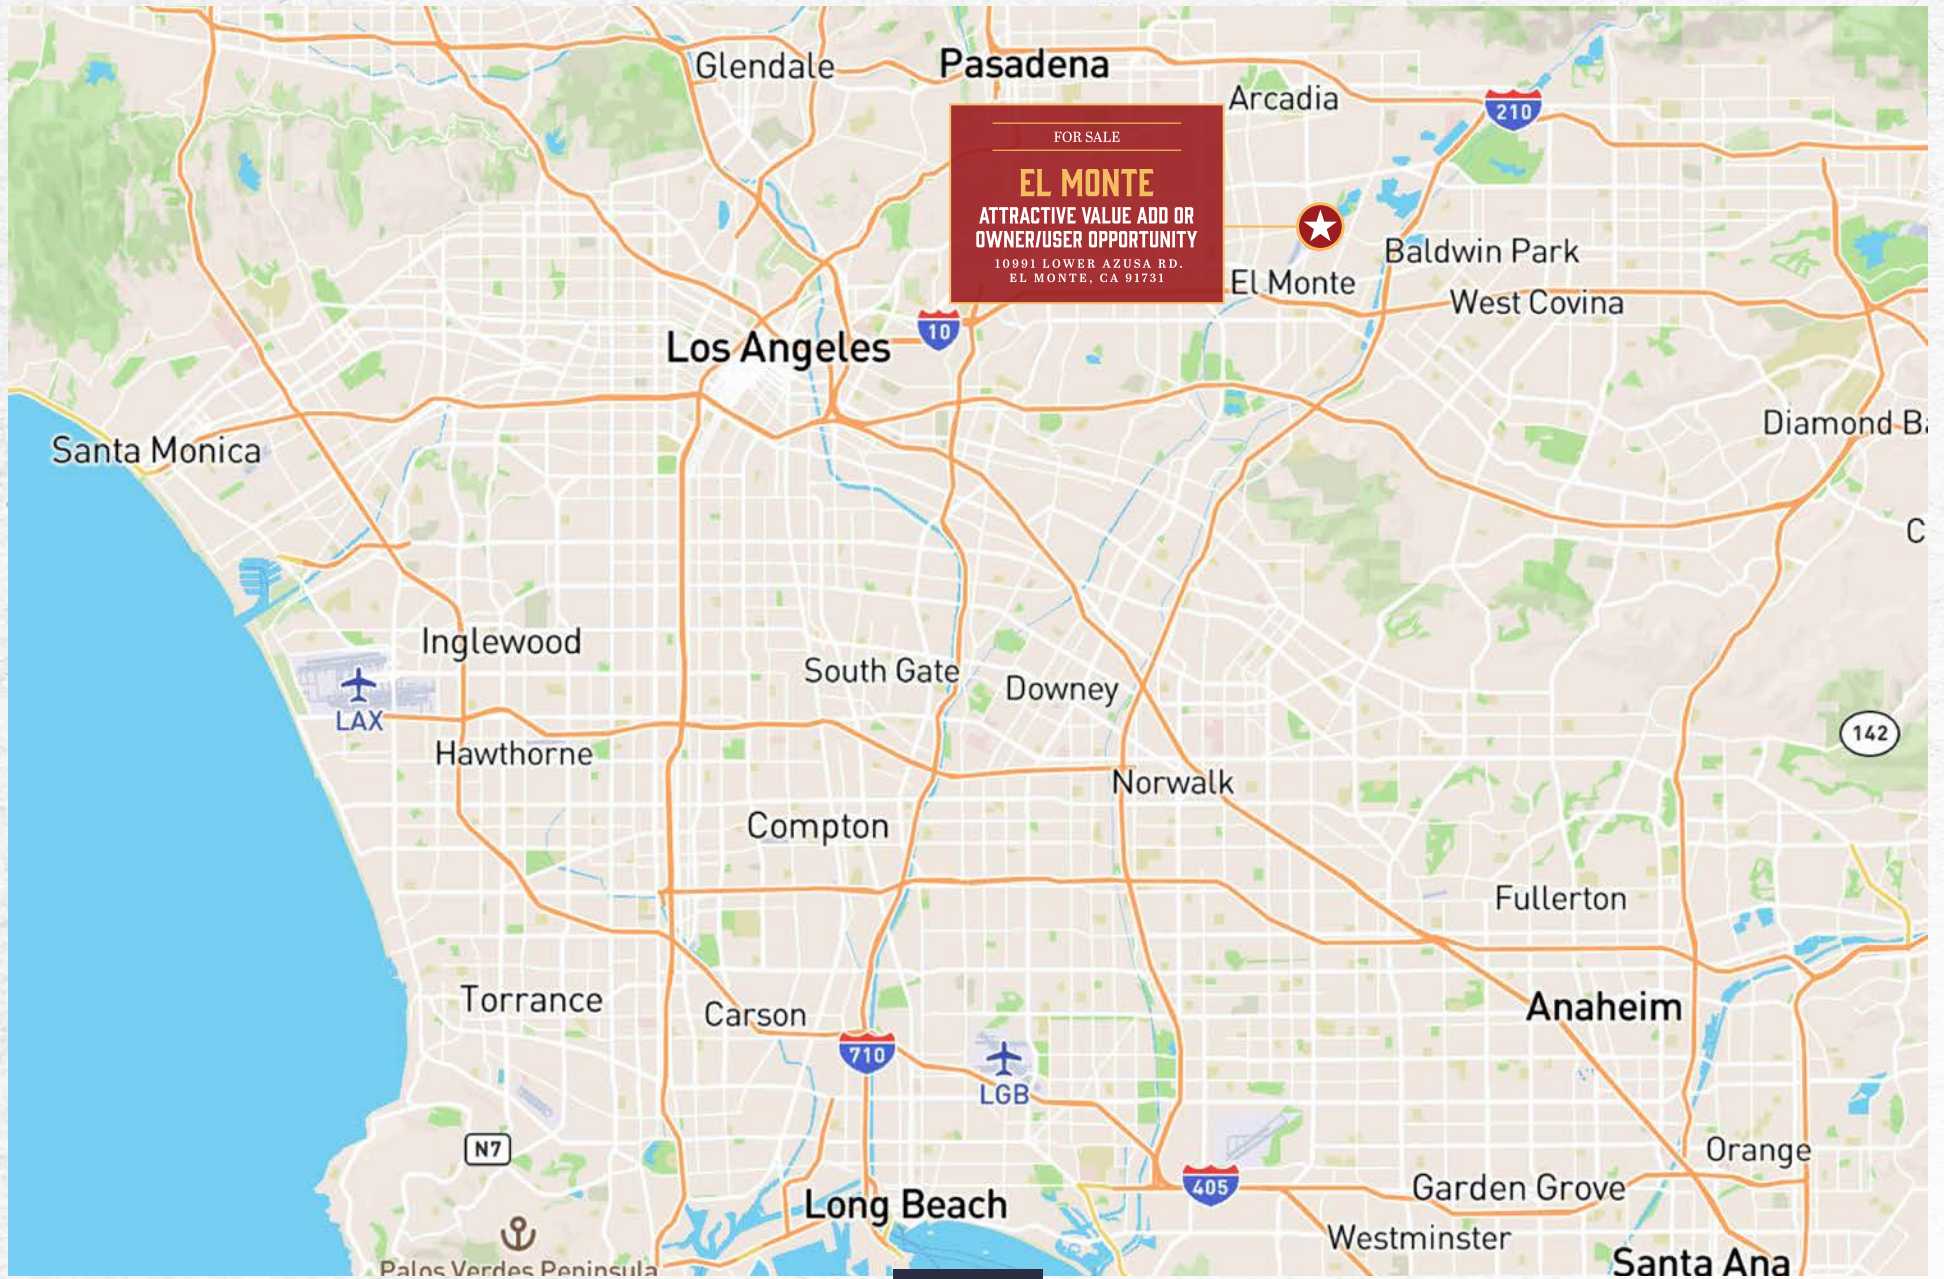 Glendale
Pasadena
Arcadia
210
FOR SALE
EL MONTE
ATTRACTIVE VALUE ADD OR
OWNER/USER OPPORTUNITY
10991 LOWER AZUSA RD.
EL MONTE, CA 91731
Baldwin Park
El Monte
West Covina
10
Los Angeles
Diamond Ba
Santa Monica
C
Inglewood
South Gate
Downey
LAX
142
Hawthorne
Norwalk
Compton
Fullerton
Torrance
Carson
Anaheim
710
LGB
N7
Orange
405
Garden Grove
Long Beach
Westminster
Santa Ana
Palos Verdes Peninsula